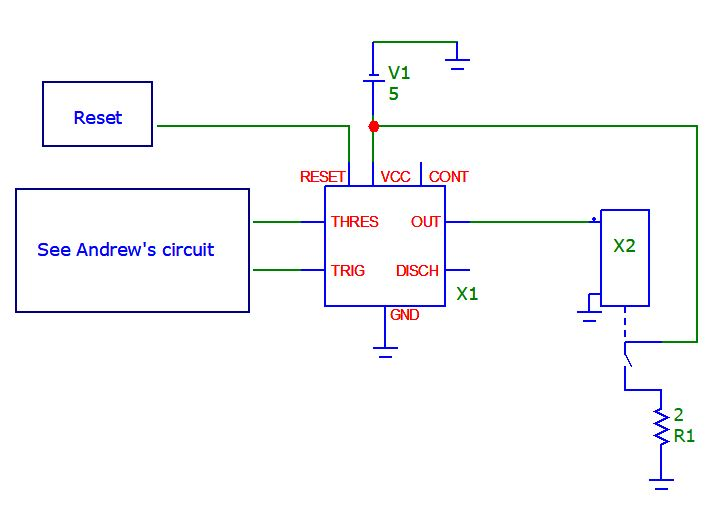 V1
5
Reset
RESET
VCC
CONT
THRES
OUT
See Andrew's circuit
X2
TRIG
DISCH
X1
GND
2
R1